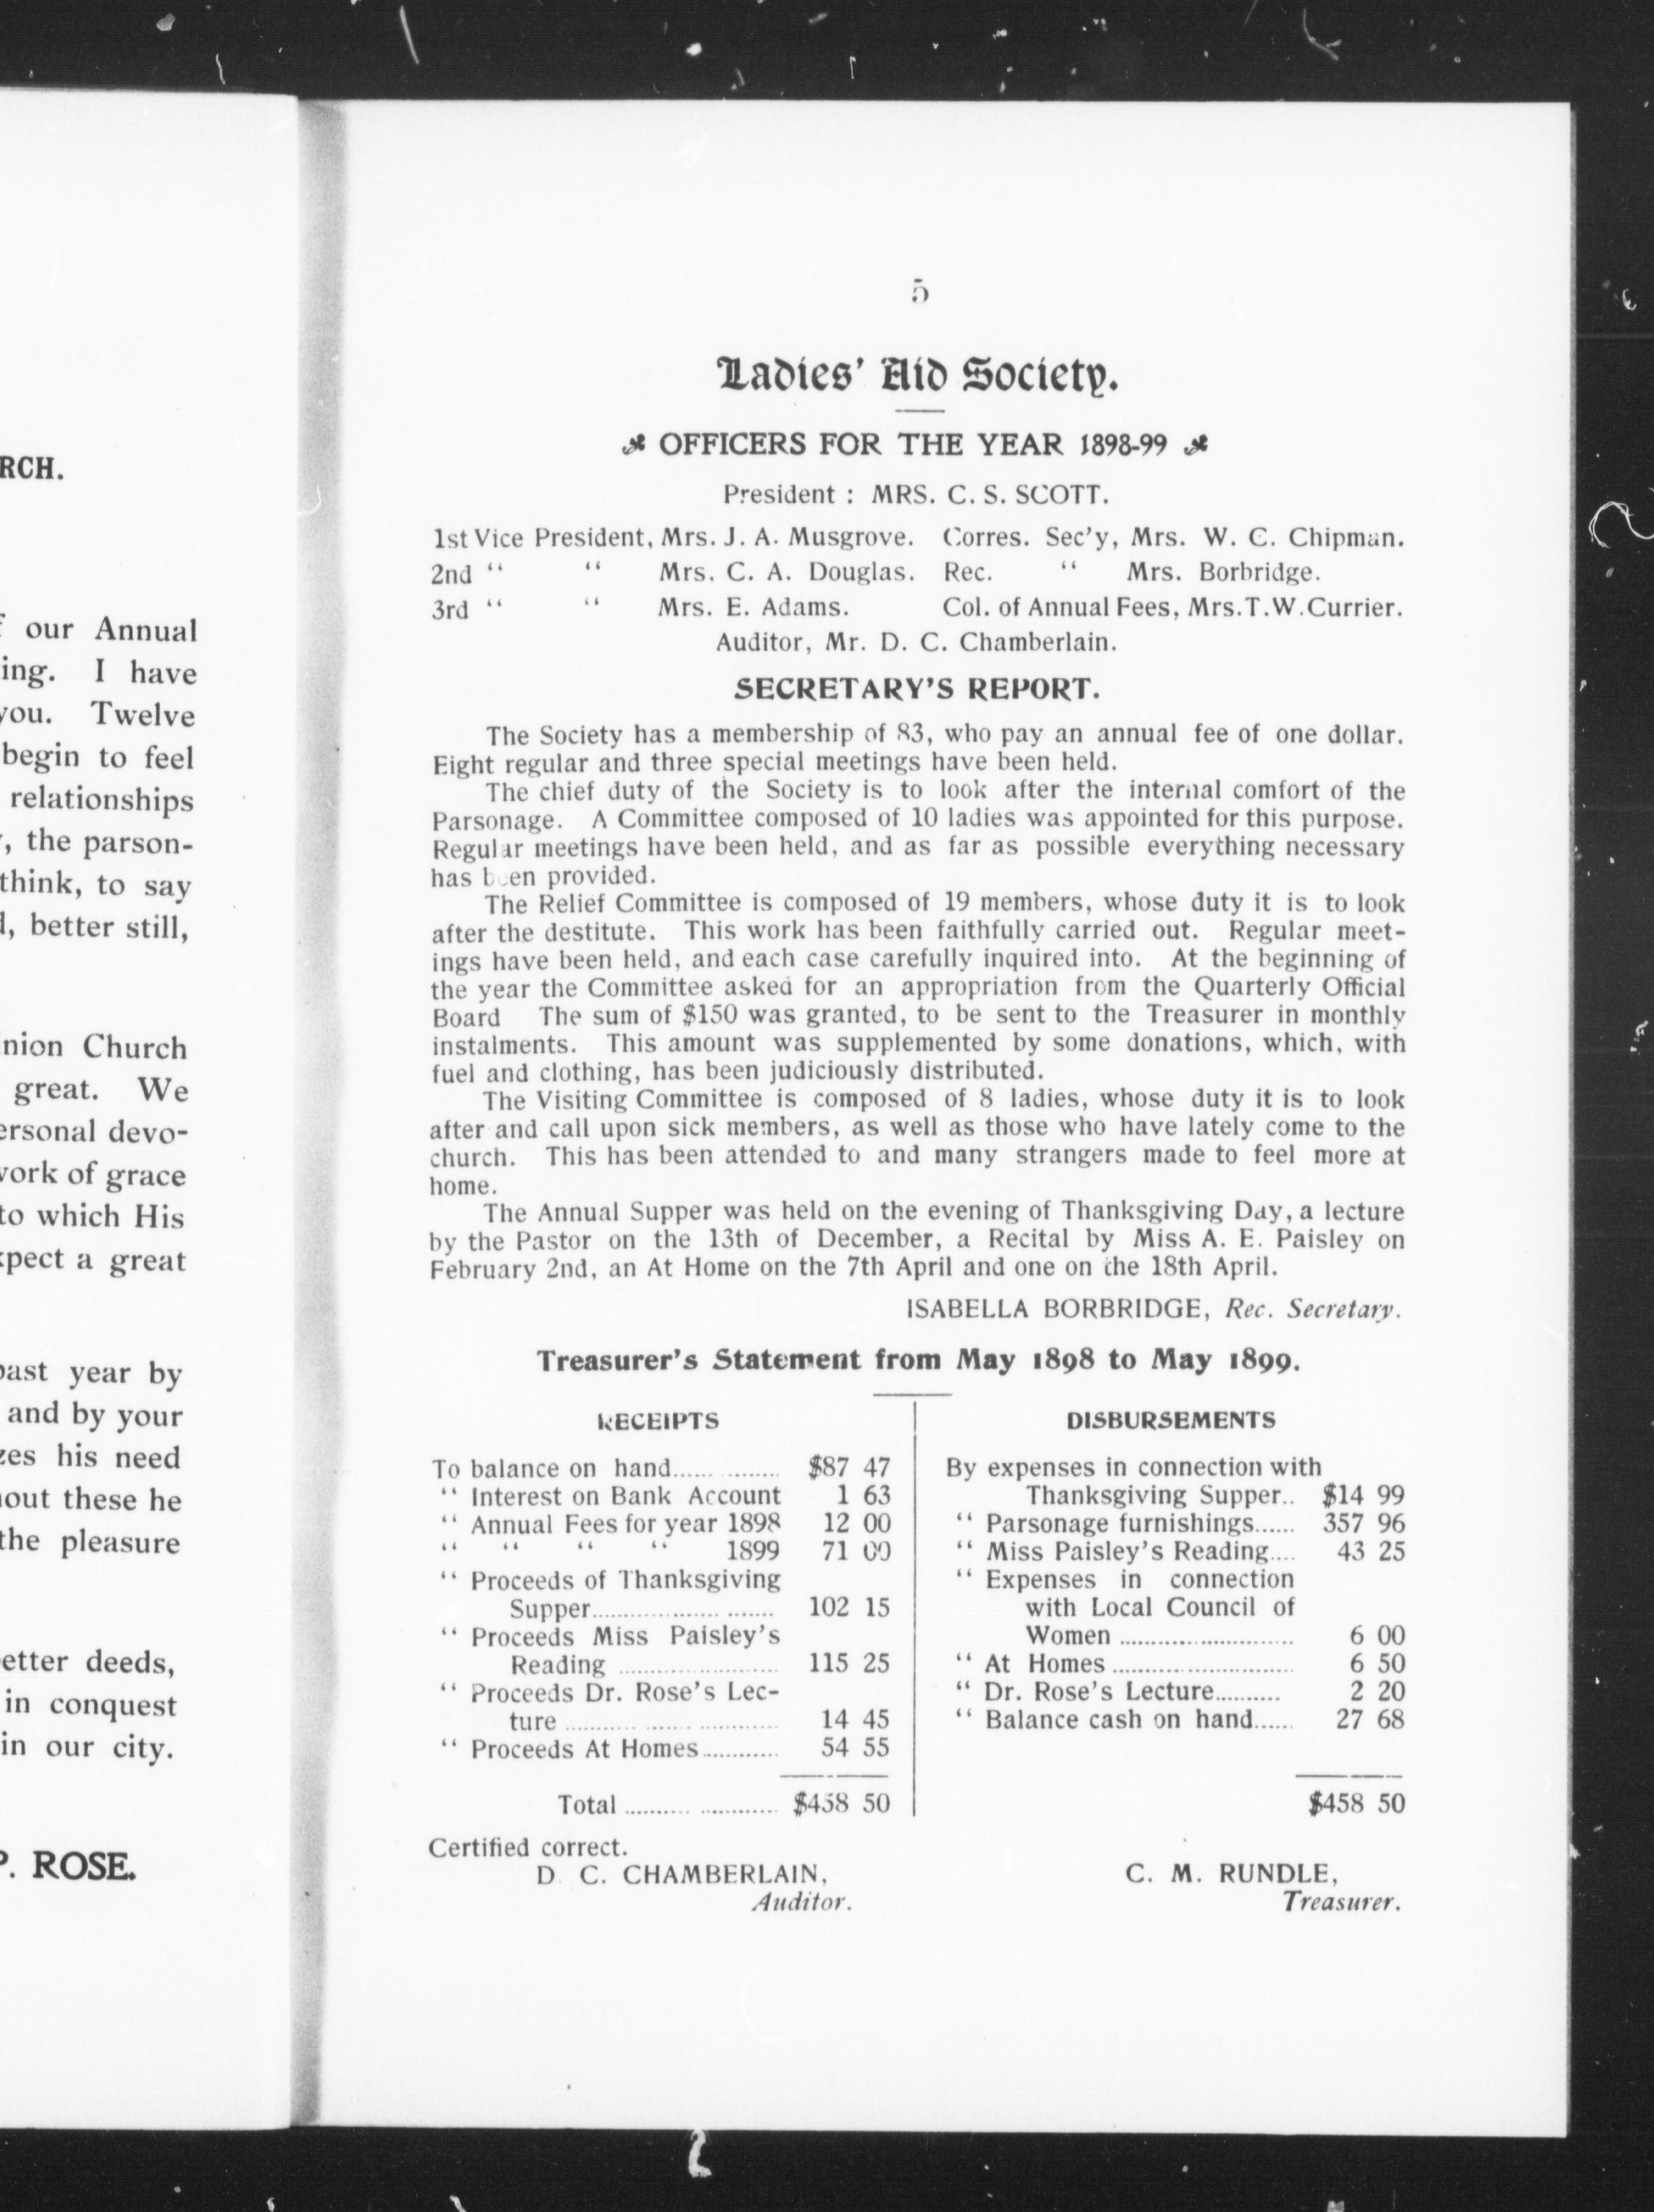 RCH.
our Annual
ing. I have
you. Twelve
begin to feel
relationships
, the parson-
think, to say
, better still,
nion Church
great. We
ersonal devo-
work of grace
to which His
xpect a great
past year by
and by your
zes his need
hout these he
the pleasure
etter deeds,
in conquest
in our city.
P. ROSE.
5
Ladies' Aid Society.
OFFICERS FOR THE YEAR 1898-99
President : MRS. C. S. SCOTT.
1st Vice President, Mrs. J. A. Musgrove. Corres. Sec'y, Mrs. W. C. Chipman.
2nd “ “ Mrs. C. A. Douglas. Rec. “ Mrs. Borbridge.
3rd “ “ Mrs. E. Adams. Col. of Annual Fees, Mrs.T.W.Currier.
Auditor, Mr. D. C. Chamberlain.
SECRETARY'S REPORT.
The Society has a membership of 83, who pay an annual fee of one dollar.
Eight regular and three special meetings have been held.
The chief duty of the Society is to look after the internal comfort of the
Parsonage. A Committee composed of 10 ladies was appointed for this purpose.
Regular meetings have been held, and as far as possible everything necessary
has been provided.
The Relief Committee is composed of 19 members, whose duty it is to look
after the destitute. This work has been faithfully carried out. Regular meet-
ings have been held, and each case carefully inquired into. At the beginning of
the year the Committee asked for an appropriation from the Quarterly Official
Board The sum of $150 was granted, to be sent to the Treasurer in monthly
instalments. This amount was supplemented by some donations, which, with
fuel and clothing, has been judiciously distributed.
The Visiting Committee is composed of 8 ladies, whose duty it is to look
after and call upon sick members, as well as those who have lately come to the
church. This has been attended to and many strangers made to feel more at
home.
The Annual Supper was held on the evening of Thanksgiving Day, a lecture
by the Pastor on the 13th of December, a Recital by Miss A. E. Paisley on
February 2nd, an At Home on the 7th April and one on the 18th April.
ISABELLA BORBRIDGE, Rec. Secretary.
Treasurer's Statement from May 1898 to May 1899.
RECEIPTS
To balance on hand............ $87 47
“ Interest on Bank Account 1 63
“ Annual Fees for year 1898 12 00
“ “ “ “ 1899 71 00
“ Proceeds of Thanksgiving
Supper.................... 102 15
“ Proceeds Miss Paisley's
Reading .................... 115 25
“ Proceeds Dr. Rose's Lec-
ture .................... 14 45
“ Proceeds At Homes............ 54 55
Total .................... $458 50
DISBURSEMENTS
By expenses in connection with
Thanksgiving Supper.. $14 99
“ Parsonage furnishings...... 357 96
“ Miss Paisley's Reading.... 43 25
“ Expenses in connection
with Local Council of
Women .................... 6 00
“ At Homes .................... 6 50
“ Dr. Rose's Lecture.......... 2 20
“ Balance cash on hand...... 27 68
$458 50
Certified correct.
D. C. CHAMBERLAIN,
Auditor.
C. M. RUNDLE,
Treasurer.